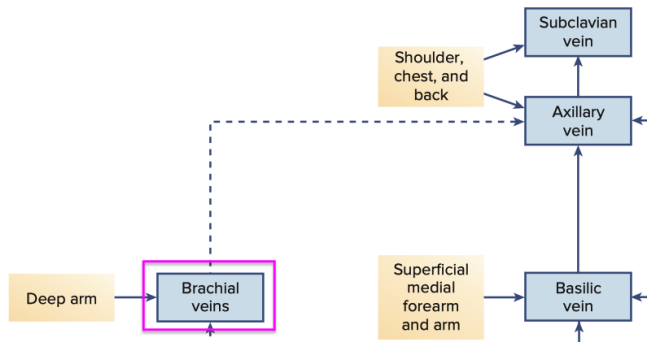 Subclavian
vein
Shoulder,
chest, and
back
Axillary
vein
Deep arm
Brachial
veins
Superficial
medial
forearm
and arm
Basilic
vein